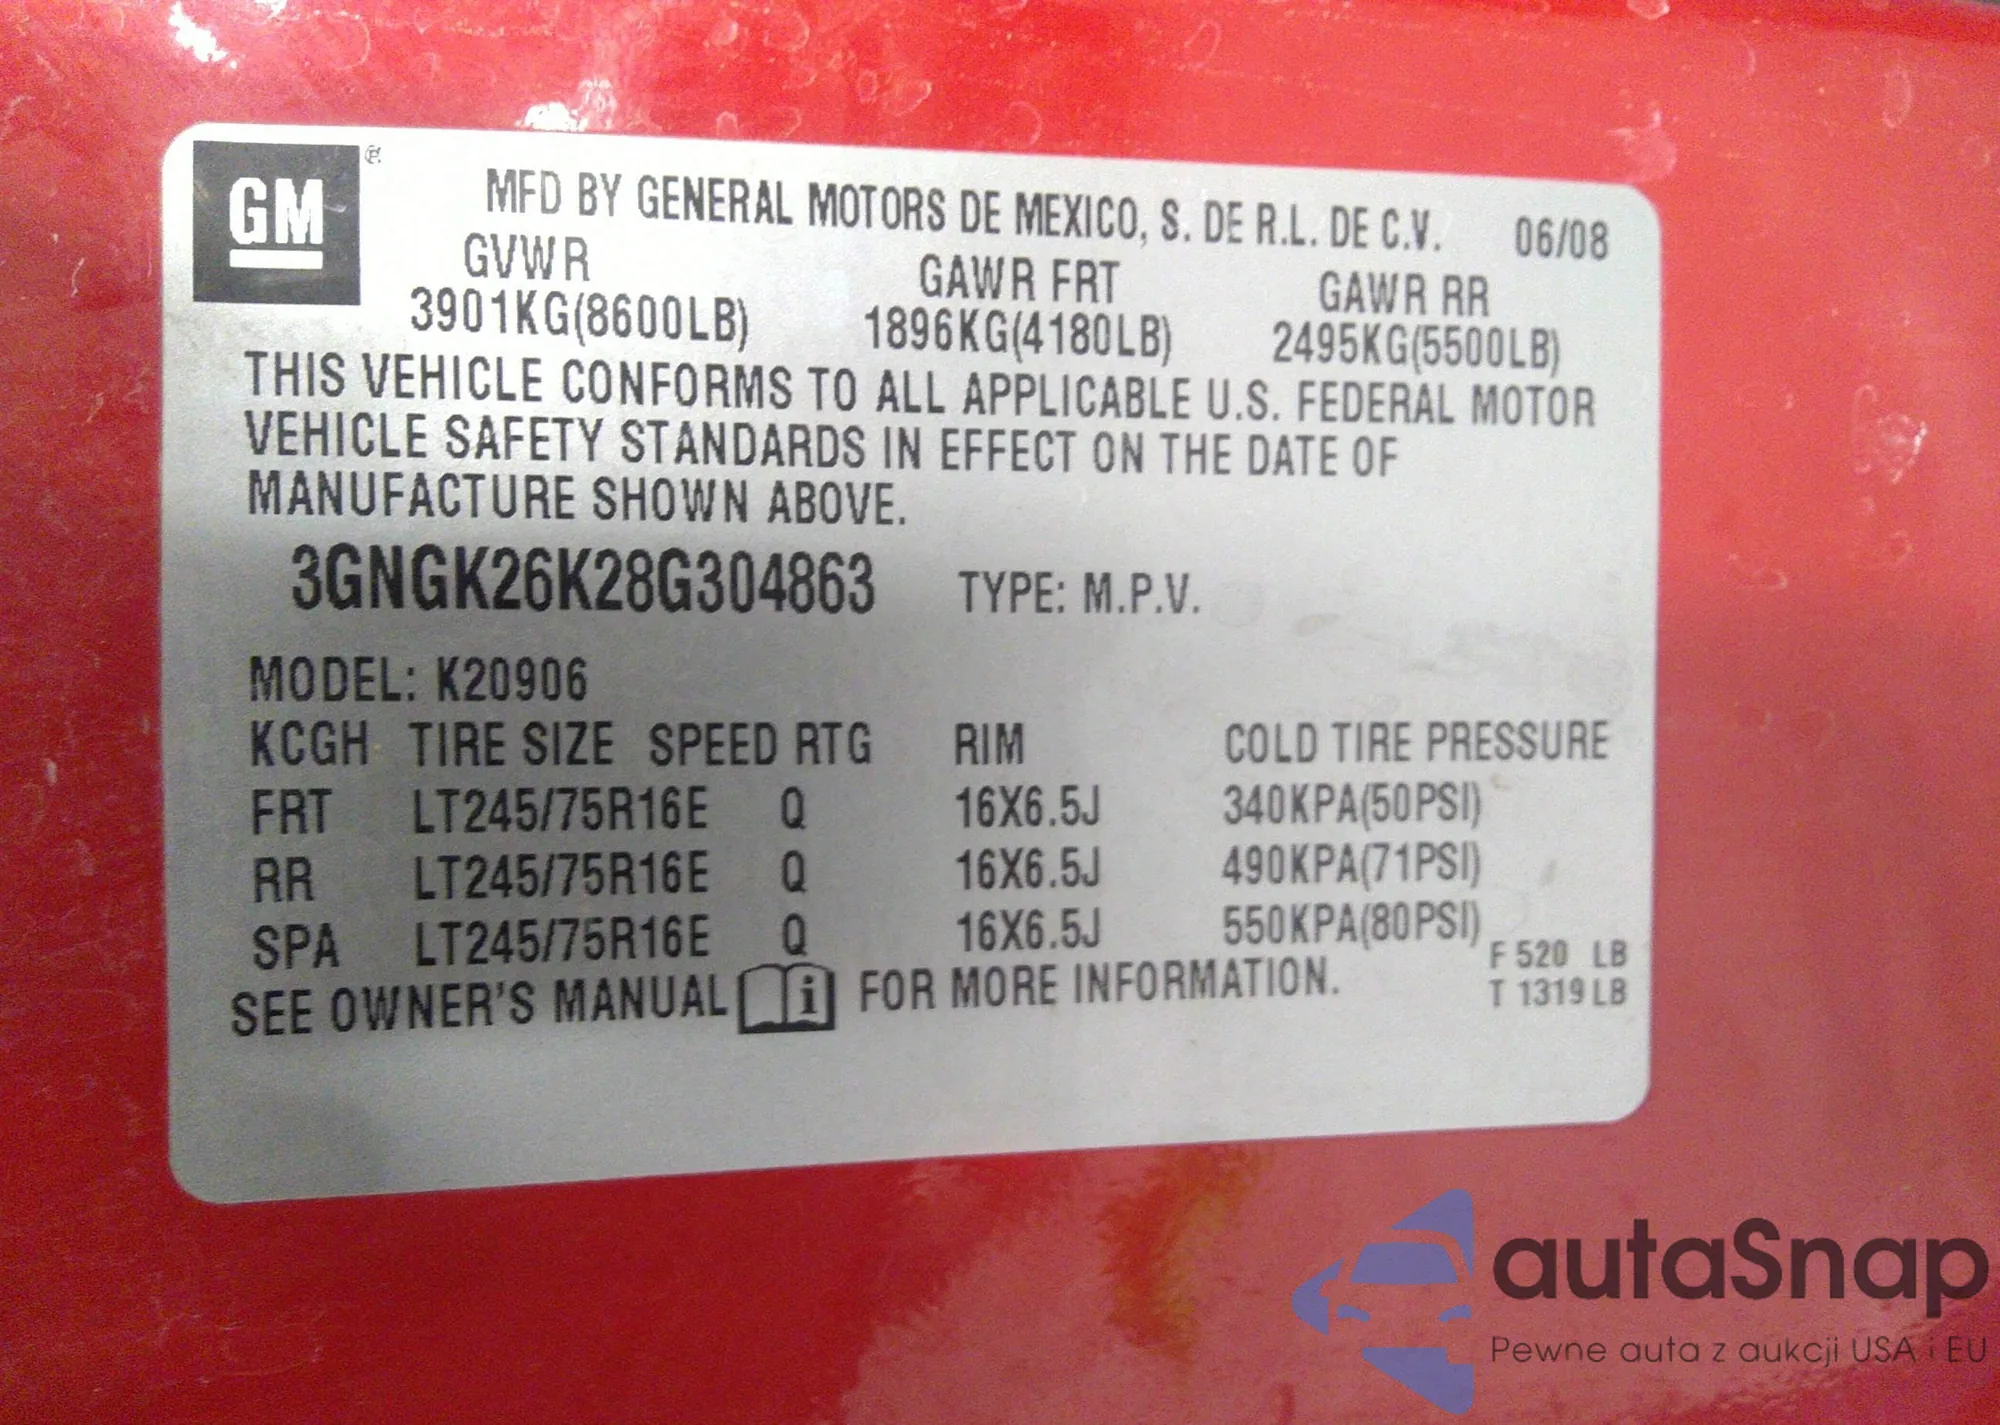 GM
MFD BY GENERAL MOTORS DE MEXICO, S. DE R.L. DE C.V. 06/08
GVWR GAWR FRT GAWR RR
3901KG(8600LB) 1896KG(4180LB) 2495KG(5500LB)
THIS VEHICLE CONFORMS TO ALL APPLICABLE U.S. FEDERAL MOTOR
VEHICLE SAFETY STANDARDS IN EFFECT ON THE DATE OF
MANUFACTURE SHOWN ABOVE.
3GNGK26K28G304863 TYPE: M.P.V.
MODEL: K20906
KCGH TIRE SIZE SPEED RTG RIM COLD TIRE PRESSURE
FRT LT245/75R16E Q 16X6.5J 340KPA(50PSI)
RR LT245/75R16E Q 16X6.5J 490KPA(71PSI)
SPA LT245/75R16E Q 16X6.5J 550KPA(80PSI)
F 520 LB
T 1319 LB
SEE OWNER'S MANUAL i FOR MORE INFORMATION.
autaSnap
Pewne auta z aukcji USA i EU